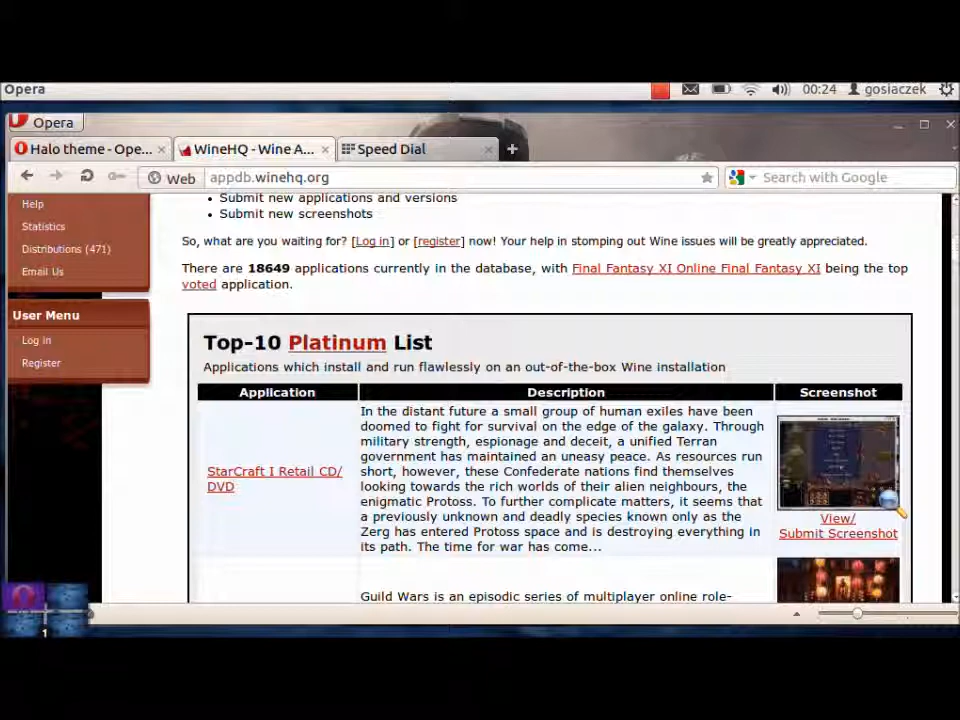 Opera
00:24 gosiaczek
Opera
Halo theme - Ope...
WineHQ - Wine A...
Speed Dial
Web appdb.winehq.org
Search with Google
Help
Statistics
Distributions (471)
Email Us
User Menu
Log in
Register
• Submit new applications and versions
• Submit new screenshots
So, what are you waiting for? [Log in] or [register] now! Your help in stomping out Wine issues will be greatly appreciated.
There are 18649 applications currently in the database, with Final Fantasy XI Online Final Fantasy XI being the top
voted application.
Top-10 Platinum List
Applications which install and run flawlessly on an out-of-the-box Wine installation
Application Description Screenshot
StarCraft I Retail CD/
DVD
In the distant future a small group of human exiles have been
doomed to fight for survival on the edge of the galaxy. Through
military strength, espionage and deceit, a unified Terran
government has maintained an uneasy peace. As resources run
short, however, these Confederate nations find themselves
looking towards the rich worlds of their alien neighbours, the
enigmatic Protoss. To further complicate matters, it seems that
a previously unknown and deadly species known only as the
Zerg has entered Protoss space and is destroying everything in
its path. The time for war has come...
View/
Submit Screenshot
Guild Wars is an episodic series of multiplayer online role-
1